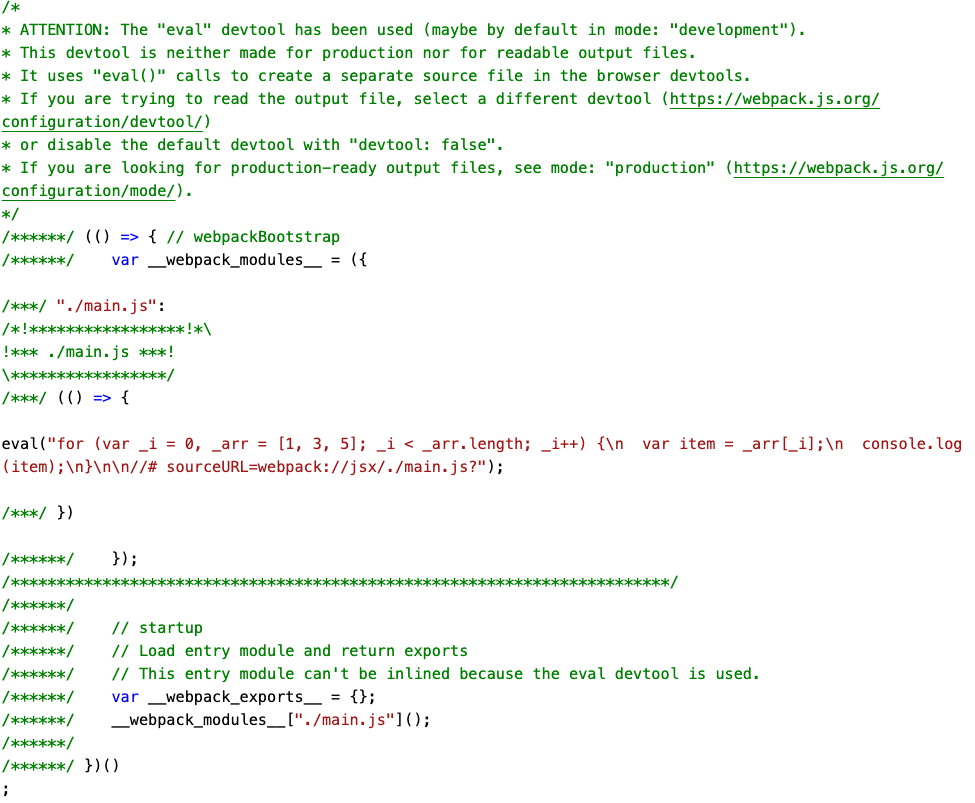 /*
* ATTENTION: The "eval" devtool has been used (maybe by default in mode: "development").
* This devtool is neither made for production nor for readable output files.
* It uses "eval()" calls to create a separate source file in the browser devtools.
* If you are trying to read the output file, select a different devtool (https://webpack.js.org/
configuration/devtool/)
* or disable the default devtool with "devtool: false".
* If you are looking for production-ready output files, see mode: "production" (https://webpack.js.org/
configuration/mode/).
*/
/******/ (() => { // webpackBootstrap
/******/    var __webpack_modules__ = ({

/***/ "./main.js":
/*!*****************!*\
!*** ./main.js ***!
\*****************/
/***/ (() => {

eval("for (var _i = 0, _arr = [1, 3, 5]; _i < _arr.length; _i++) {\n  var item = _arr[_i];\n  console.log
(item);\n}\n\n//# sourceURL=webpack://jsx/./main.js?");

/***/ })

/******/    });
/************************************************************************/
/******/
/******/    // startup
/******/    // Load entry module and return exports
/******/    // This entry module can't be inlined because the eval devtool is used.
/******/    var __webpack_exports__ = {};
/******/    __webpack_modules__["./main.js"]();
/******/
/******/ })()
;